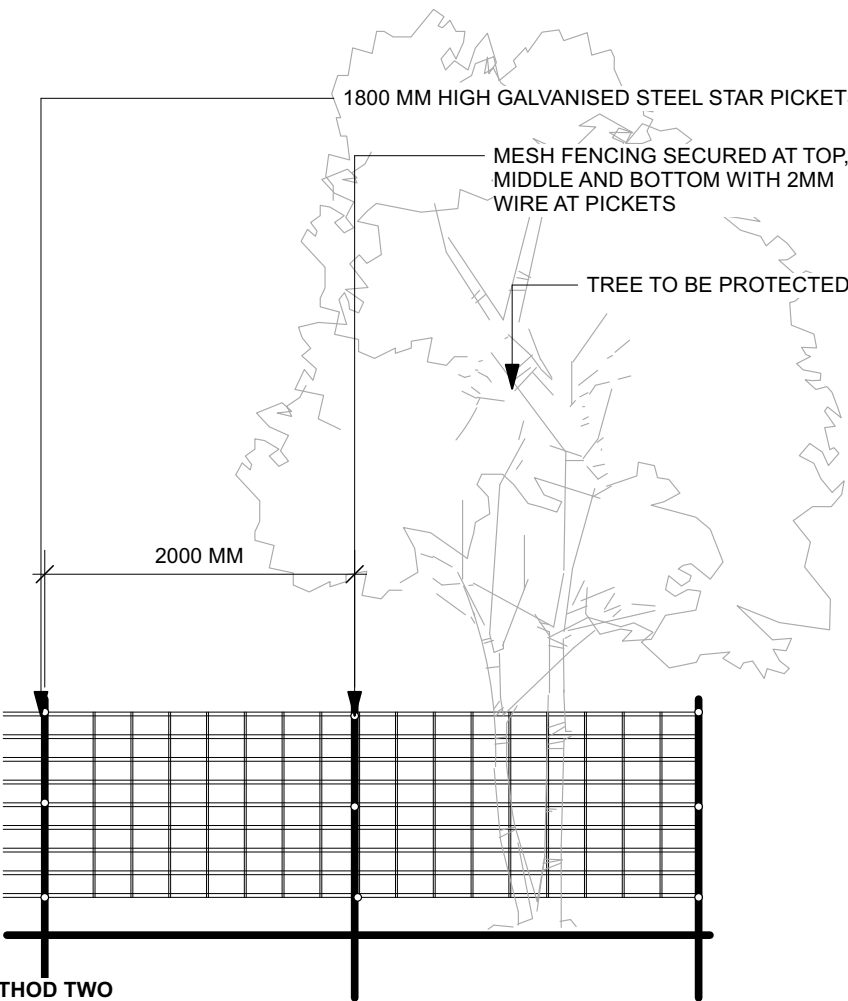 1800 MM HIGH GALVANISED STEEL STAR PICKET
MESH FENCING SECURED AT TOP,
MIDDLE AND BOTTOM WITH 2MM
WIRE AT PICKETS
TREE TO BE PROTECTED
2000 MM
THOD TWO